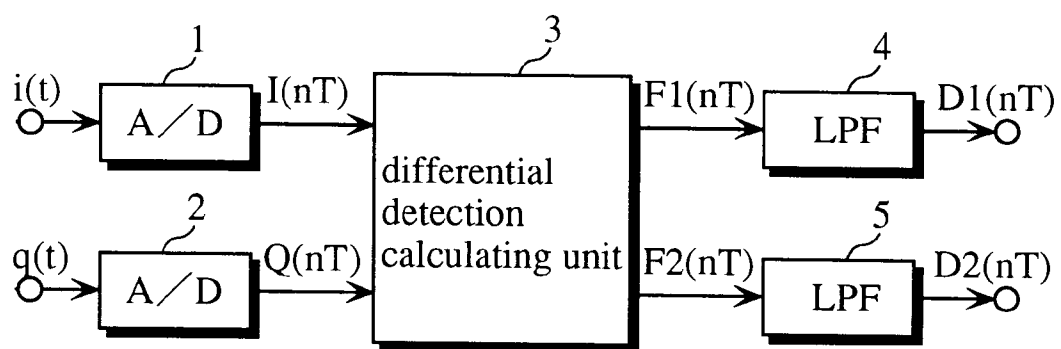 1
i(t)
A/D
I(nT)
2
q(t)
A/D
Q(nT)
3
differential
detection
calculating unit
F1(nT)
4
LPF
D1(nT)
F2(nT)
5
LPF
D2(nT)